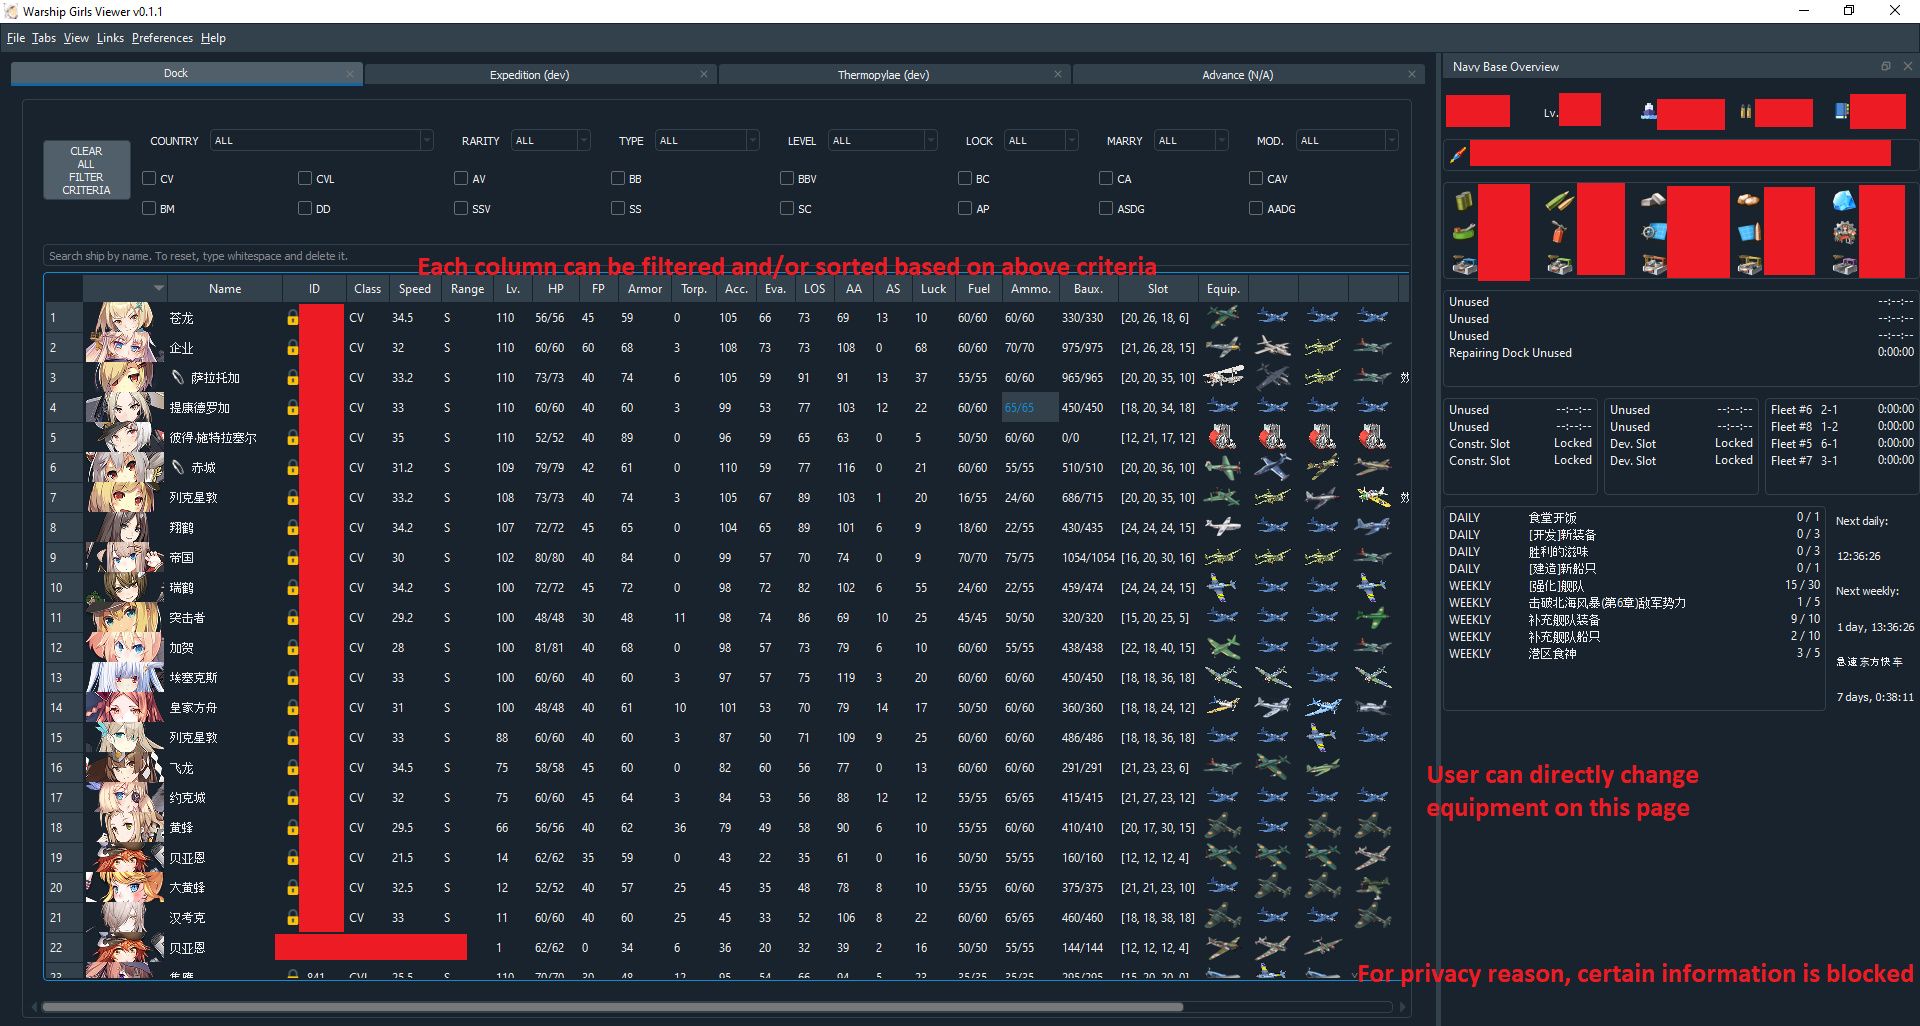 Warship Girls Viewer v0.1.1
File Tabs View Links Preferences Help
Dock Expedition (dev) Thermopylae (dev) Advance (N/A)
CLEAR ALL FILTER CRITERIA
COUNTRY ALL RARITY ALL TYPE ALL LEVEL ALL LOCK ALL MARRY ALL MOD. ALL
CV CVL AV BB BBV BC CA CAV
BM DD SSV SS SC AP ASDG AADG
Search ship by name. To reset, type whitespace and delete it.
Each column can be filtered and/or sorted based on above criteria
Name ID Class Speed Range Lv. HP FP Armor Torp. Acc. Eva. LOS AA AS Luck Fuel Ammo. Baux. Slot Equip.
1 苍龙 CV 34.5 S 110 56/56 45 59 0 105 66 73 69 13 10 60/60 60/60 330/330 [20, 26, 18, 6]
2 企业 CV 32 S 110 60/60 60 68 3 108 73 73 108 0 68 60/60 70/70 975/975 [21, 26, 28, 15]
3 萨拉托加 CV 33.2 S 110 73/73 40 74 6 105 59 91 91 13 37 55/55 60/60 965/965 [20, 20, 35, 10]
4 提康德罗加 CV 33 S 110 60/60 40 60 3 99 53 77 103 12 22 60/60 65/65 450/450 [18, 20, 34, 18]
5 彼得·施特拉塞尔 CV 35 S 110 52/52 40 89 0 96 59 65 63 0 5 50/50 60/60 0/0 [12, 21, 17, 12]
6 赤城 CV 31.2 S 109 79/79 42 61 0 110 59 77 116 0 21 60/60 55/55 510/510 [20, 20, 36, 10]
7 列克星敦 CV 33.2 S 108 73/73 40 74 3 105 67 89 103 1 20 16/55 24/60 686/715 [20, 20, 35, 10]
8 翔鹤 CV 34.2 S 107 72/72 45 65 0 104 65 89 101 6 9 18/60 22/55 430/435 [24, 24, 24, 15]
9 帝国 CV 30 S 102 80/80 40 84 0 99 57 70 74 0 9 70/70 75/75 1054/1054 [16, 20, 30, 16]
10 瑞鹤 CV 34.2 S 100 72/72 45 72 0 98 72 82 102 6 55 24/60 22/55 459/474 [24, 24, 24, 15]
11 突击者 CV 29.2 S 100 48/48 30 48 11 98 74 86 69 10 25 45/45 50/50 320/320 [15, 20, 25, 5]
12 加贺 CV 28 S 100 81/81 40 68 0 98 57 73 79 6 10 60/60 55/55 438/438 [22, 18, 40, 15]
13 埃塞克斯 CV 33 S 100 60/60 40 60 3 97 57 75 119 3 20 60/60 60/60 450/450 [18, 18, 36, 18]
14 皇家方舟 CV 31 S 100 48/48 40 61 10 101 53 70 79 14 17 50/50 60/60 360/360 [18, 18, 24, 12]
15 列克星敦 CV 33 S 88 60/60 40 60 3 87 50 71 109 9 25 60/60 60/60 486/486 [18, 18, 36, 18]
16 飞龙 CV 34.5 S 75 58/58 45 60 0 82 60 56 77 0 13 60/60 60/60 291/291 [21, 23, 23, 6]
17 约克城 CV 32 S 75 60/60 45 64 3 84 53 56 88 12 12 55/55 65/65 415/415 [21, 27, 23, 12]
18 黄蜂 CV 29.5 S 66 56/56 40 62 36 79 49 58 90 6 10 55/55 60/60 410/410 [20, 17, 30, 15]
19 贝亚恩 CV 21.5 S 14 62/62 35 59 0 43 22 35 61 0 16 50/50 55/55 160/160 [12, 12, 12, 4]
20 大黄蜂 CV 32.5 S 12 52/52 40 57 25 45 35 48 78 8 10 55/55 60/60 375/375 [21, 21, 23, 10]
21 汉考克 CV 33 S 11 60/60 40 60 25 45 33 52 106 8 22 60/60 65/65 460/460 [18, 18, 38, 18]
22 贝亚恩 1 62/62 0 34 6 36 20 32 39 2 16 50/50 55/55 144/144 [12, 12, 12, 4]
Navy Base Overview
Lv.
Unused --:--:--
Unused --:--:--
Unused --:--:--
Repairing Dock Unused 0:00:00
Unused --:--:-- Unused --:--:-- Fleet #6 2-1 0:00:00
Unused --:--:-- Unused --:--:-- Fleet #8 1-2 0:00:00
Constr. Slot Locked Dev. Slot Locked Fleet #5 6-1 0:00:00
Constr. Slot Locked Dev. Slot Locked Fleet #7 3-1 0:00:00
DAILY 食堂开饭 0 / 1
DAILY [开发]新装备 0 / 3
DAILY 胜利的滋味 0 / 3
DAILY [建造]新船只 0 / 1
WEEKLY [强化]舰队 15 / 30
WEEKLY 击破北海风暴(第6章)敌军势力 1 / 5
WEEKLY 补充舰队装备 9 / 10
WEEKLY 补充舰队船只 2 / 10
WEEKLY 港区食神 3 / 5
Next daily:
12:36:26
Next weekly:
1 day, 13:36:26
急速东方快车
7 days, 0:38:11
User can directly change
equipment on this page
For privacy reason, certain information is blocked